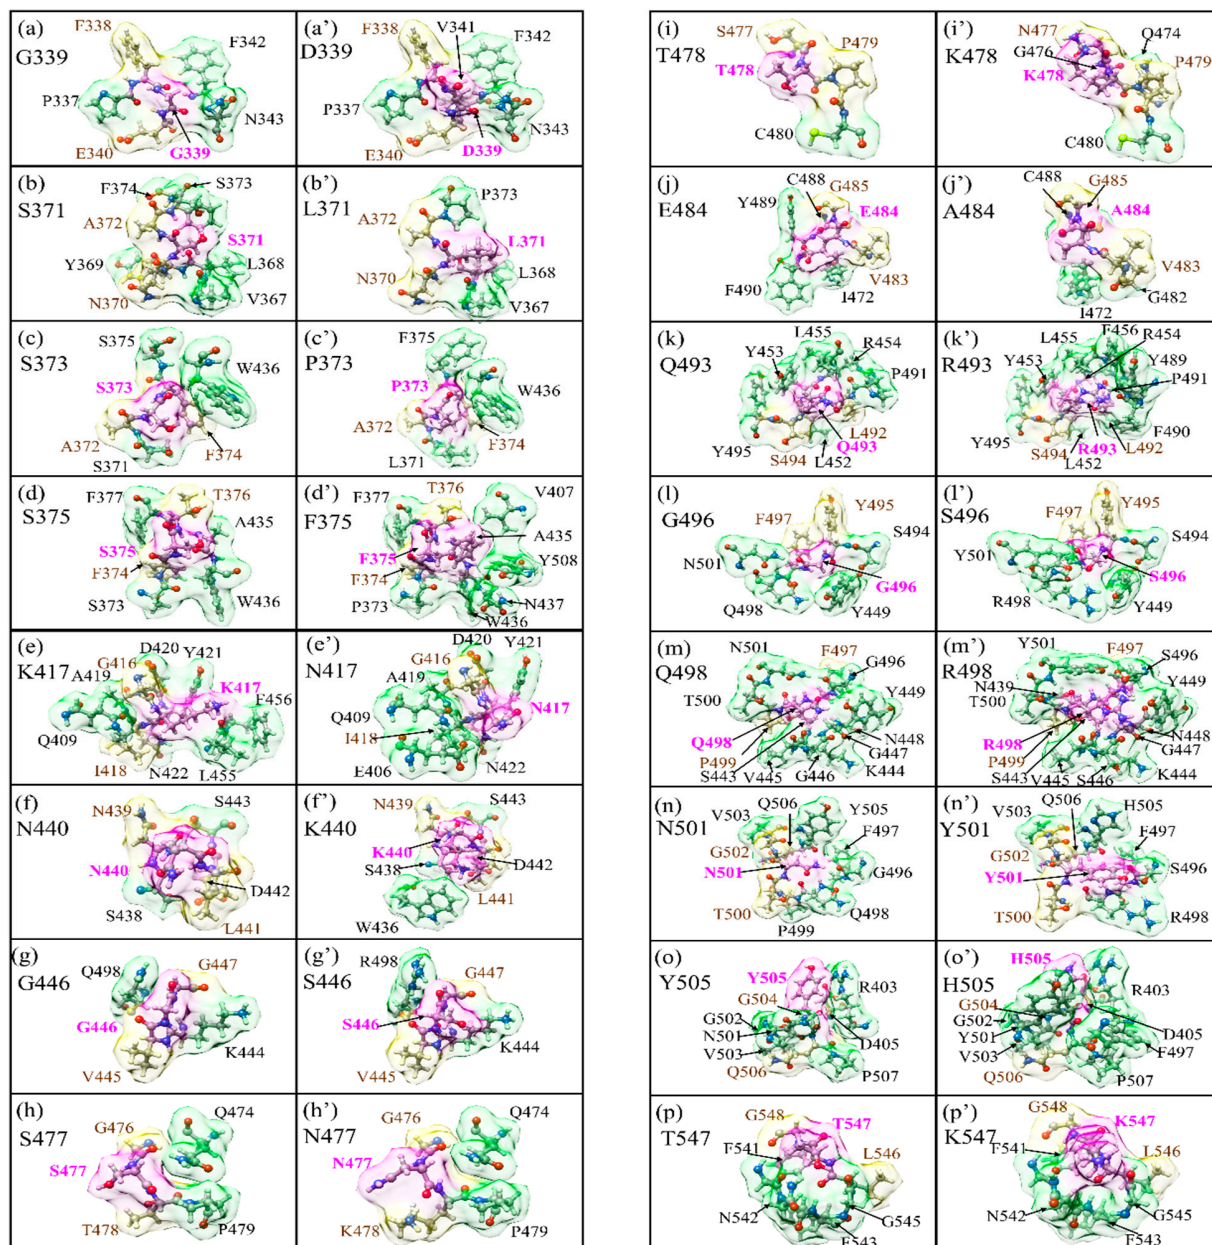 (a)
G339
F338
F342
P337
N343
E340
G339
(a')
D339
F338
V341
F342
P337
N343
E340
D339
(b)
S371
F374
S373
A372
S371
Y369
L368
N370
V367
(b')
L371
P373
A372
L371
N370
L368
V367
(c)
S373
S375
W436
S373
A372
F374
S371
(c')
P373
F375
W436
P373
A372
F374
L371
(d)
S375
F377
T376
A435
S375
F374
S373
W436
(d')
F375
F377
T376
V407
A435
F375
Y508
F374
P373
N437
W436
(e)
K417
D420
G416
Y421
A419
K417
F456
Q409
I418
N422
L455
(e')
N417
D420
G416
Y421
A419
Q409
N417
I418
E406
N422
(f)
N440
N439
S443
N440
D442
S438
L441
(f')
K440
N439
S443
K440
S438
D442
L441
W436
(g)
G446
Q498
G447
G446
K444
V445
(g')
S446
R498
G447
S446
K444
V445
(h)
S477
G476
Q474
S477
T478
P479
(h')
N477
G476
Q474
N477
K478
P479
(i)
T478
S477
P479
T478
C480
(i')
K478
N477
Q474
G476
P479
K478
C480
(j)
E484
C488
G485
Y489
E484
V483
F490
I472
(j')
A484
C488
G485
A484
V483
G482
I472
(k)
Q493
L455
R454
Y453
P491
L492
Q493
Y495
S494
L452
(k')
R493
F456
L455
R454
Y453
Y489
P491
F490
Y495
R493
L492
S494
L452
(l)
G496
F497
Y495
S494
N501
G496
Q498
Y449
(l')
S496
F497
Y495
S494
Y501
S496
R498
Y449
(m)
Q498
N501
F497
G496
Y449
T500
Q498
N448
P499
G447
S443
V445
G446
K444
(m')
R498
Y501
F497
S496
Y449
N439
T500
R498
N448
P499
G447
S443
V445
S446
K444
(n)
N501
Q506
Y505
V503
F497
G502
N501
G496
T500
Q498
P499
(n')
Y501
Q506
H505
V503
F497
G502
S496
Y501
T500
R498
(o)
Y505
Y505
R403
G504
G502
N501
D405
V503
Q506
P507
(o')
H505
H505
R403
G504
G502
Y501
D405
V503
F497
Q506
P507
(p)
T547
G548
T547
F541
L546
N542
G545
F543
(p')
K547
G548
K547
F541
L546
N542
G545
F543